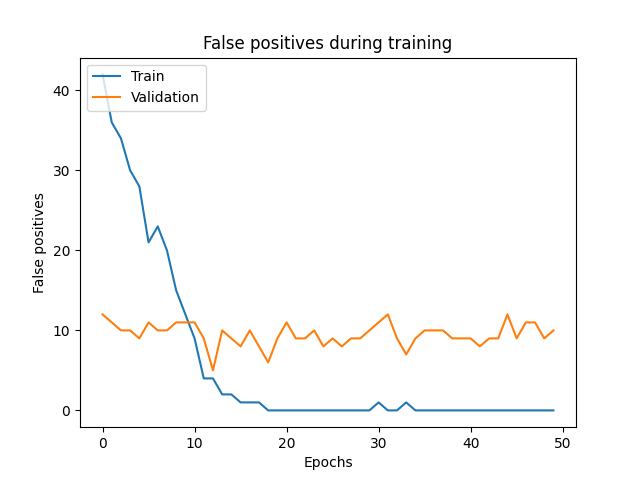 False positives during training
Train
Validation
False positives
40
30
20
10
0
0 10 20 30 40 50
Epochs